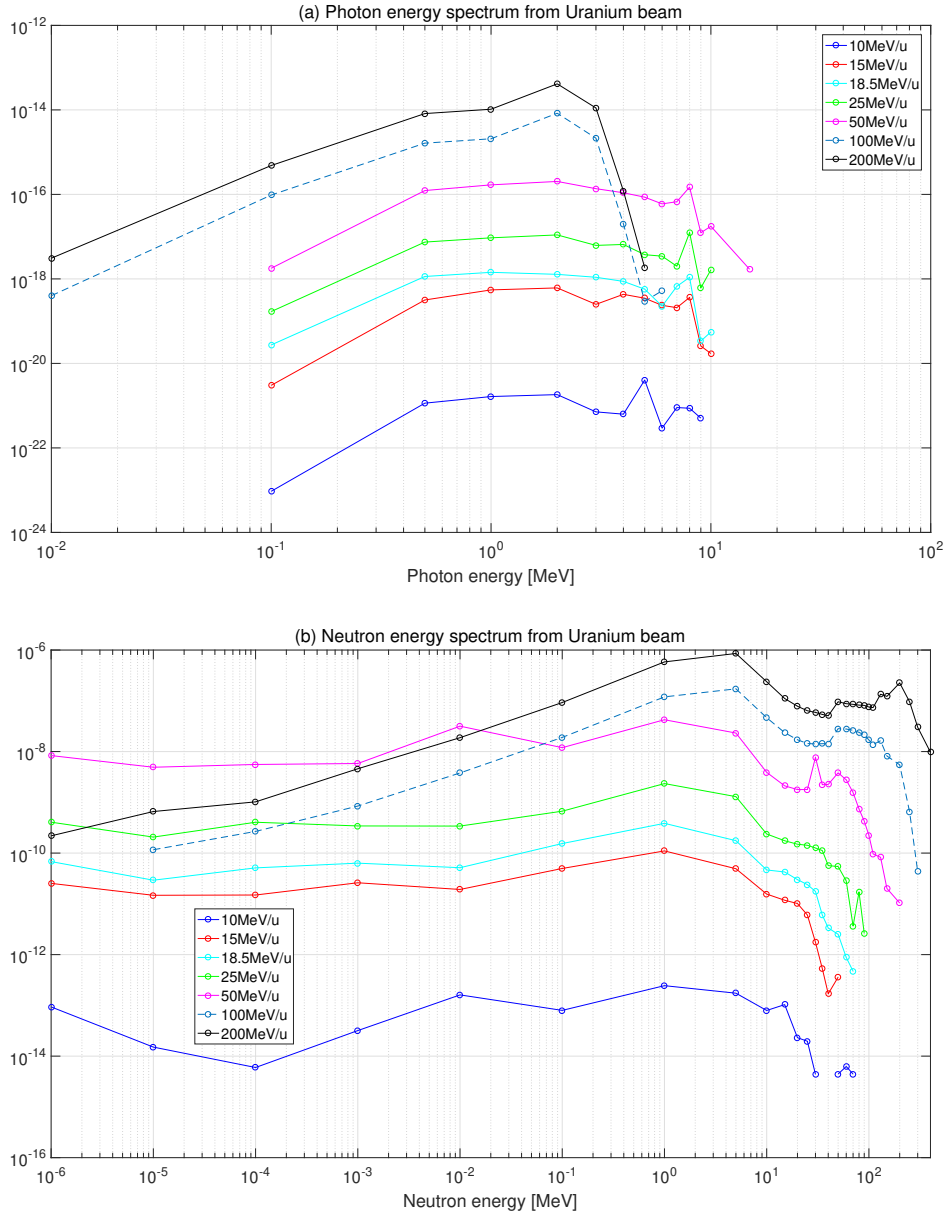 (a) Photon energy spectrum from Uranium beam
10^-12
10^-14
10^-16
10^-18
10^-20
10^-22
10^-24
10MeV/u
15MeV/u
18.5MeV/u
25MeV/u
50MeV/u
100MeV/u
200MeV/u
10^-2
10^-1
10^0
10^1
10^2
Photon energy [MeV]
(b) Neutron energy spectrum from Uranium beam
10^-6
10^-8
10^-10
10^-12
10^-14
10^-16
10MeV/u
15MeV/u
18.5MeV/u
25MeV/u
50MeV/u
100MeV/u
200MeV/u
10^-6
10^-5
10^-4
10^-3
10^-2
10^-1
10^0
10^1
10^2
Neutron energy [MeV]